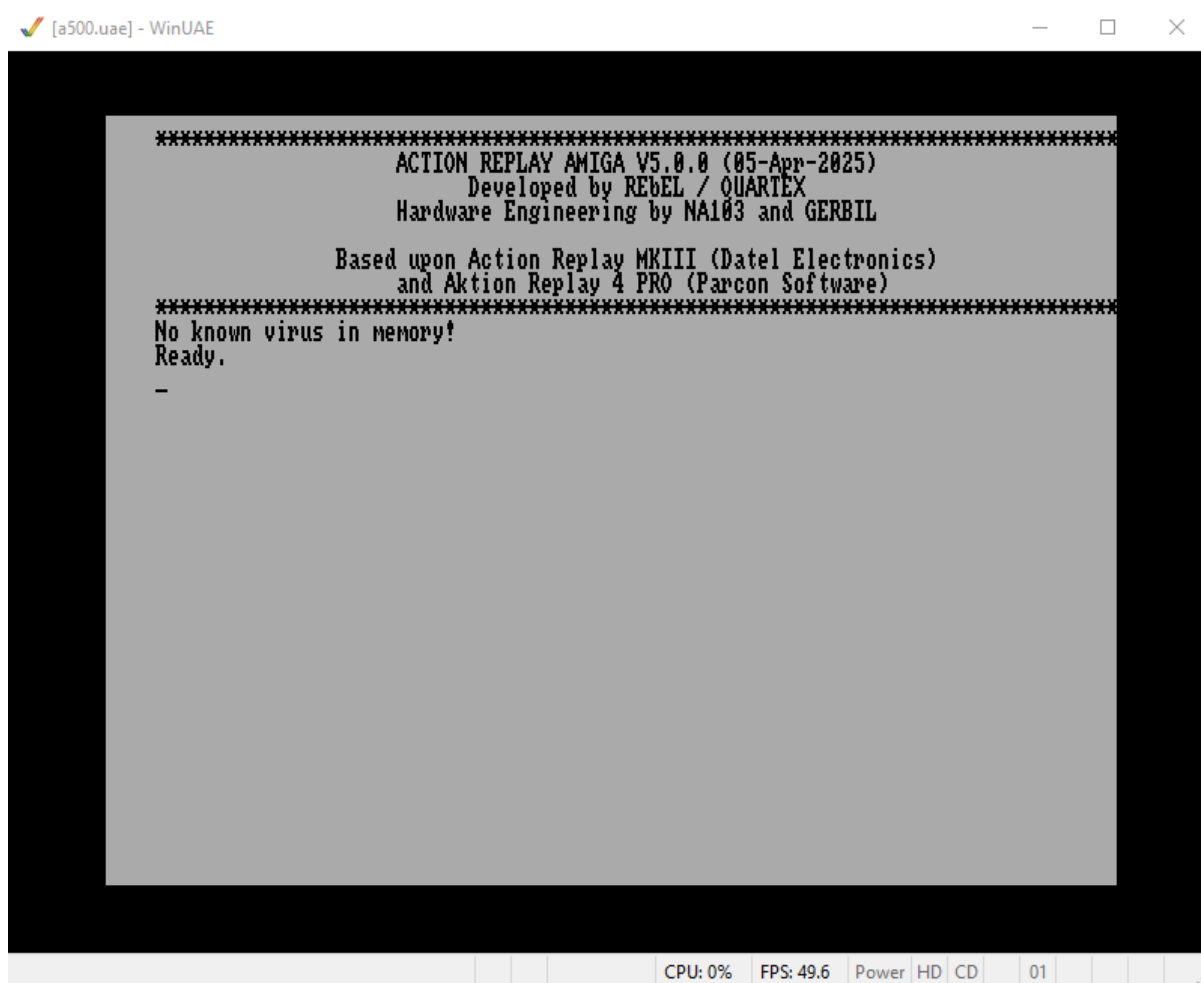 [a500.uae] - WinUAE
********************************************************************************
ACTION REPLAY AMIGA V5.0.0 (05-Apr-2025)
Developed by REbEL / QUARTEX
Hardware Engineering by NA103 and GERBIL
Based upon Action Replay MKIII (Datel Electronics)
and Aktion Replay 4 PRO (Parcon Software)
********************************************************************************
No known virus in memory!
Ready.
_
CPU: 0% FPS: 49.6 Power HD CD 01